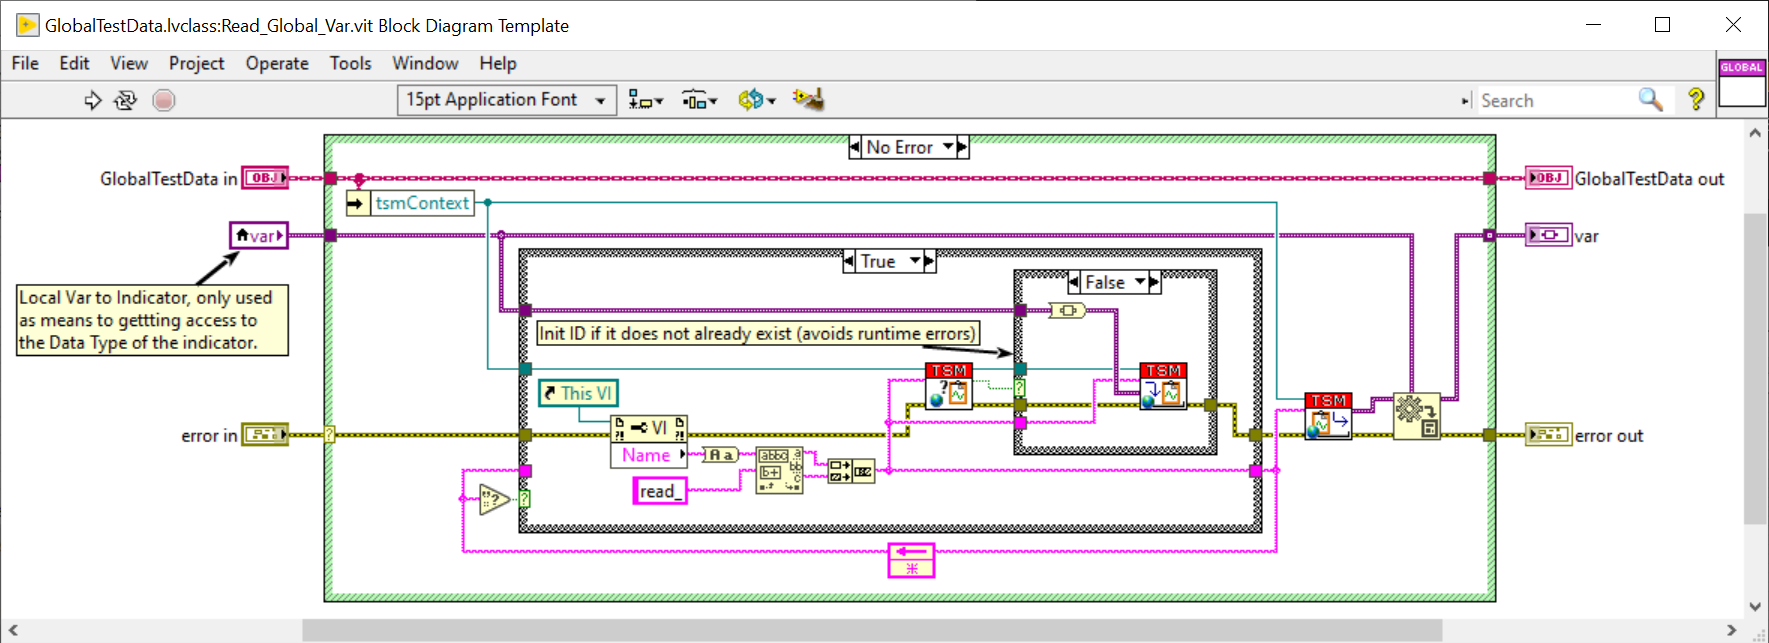 GlobalTestData.lvclass:Read_Global_Var.vit Block Diagram Template
File Edit View Project Operate Tools Window Help
GLOBAL
15pt Application Font
Search
No Error
GlobalTestData in
OBJ
OBJ
GlobalTestData out
tsmContext
var
var
True
False
Local Var to Indicator, only used
as means to gettting access to
the Data Type of the indicator.
Init ID if it does not already exist (avoids runtime errors)
TSM
TSM
This VI
TSM
VI
error in
error out
Name
Aa
read_